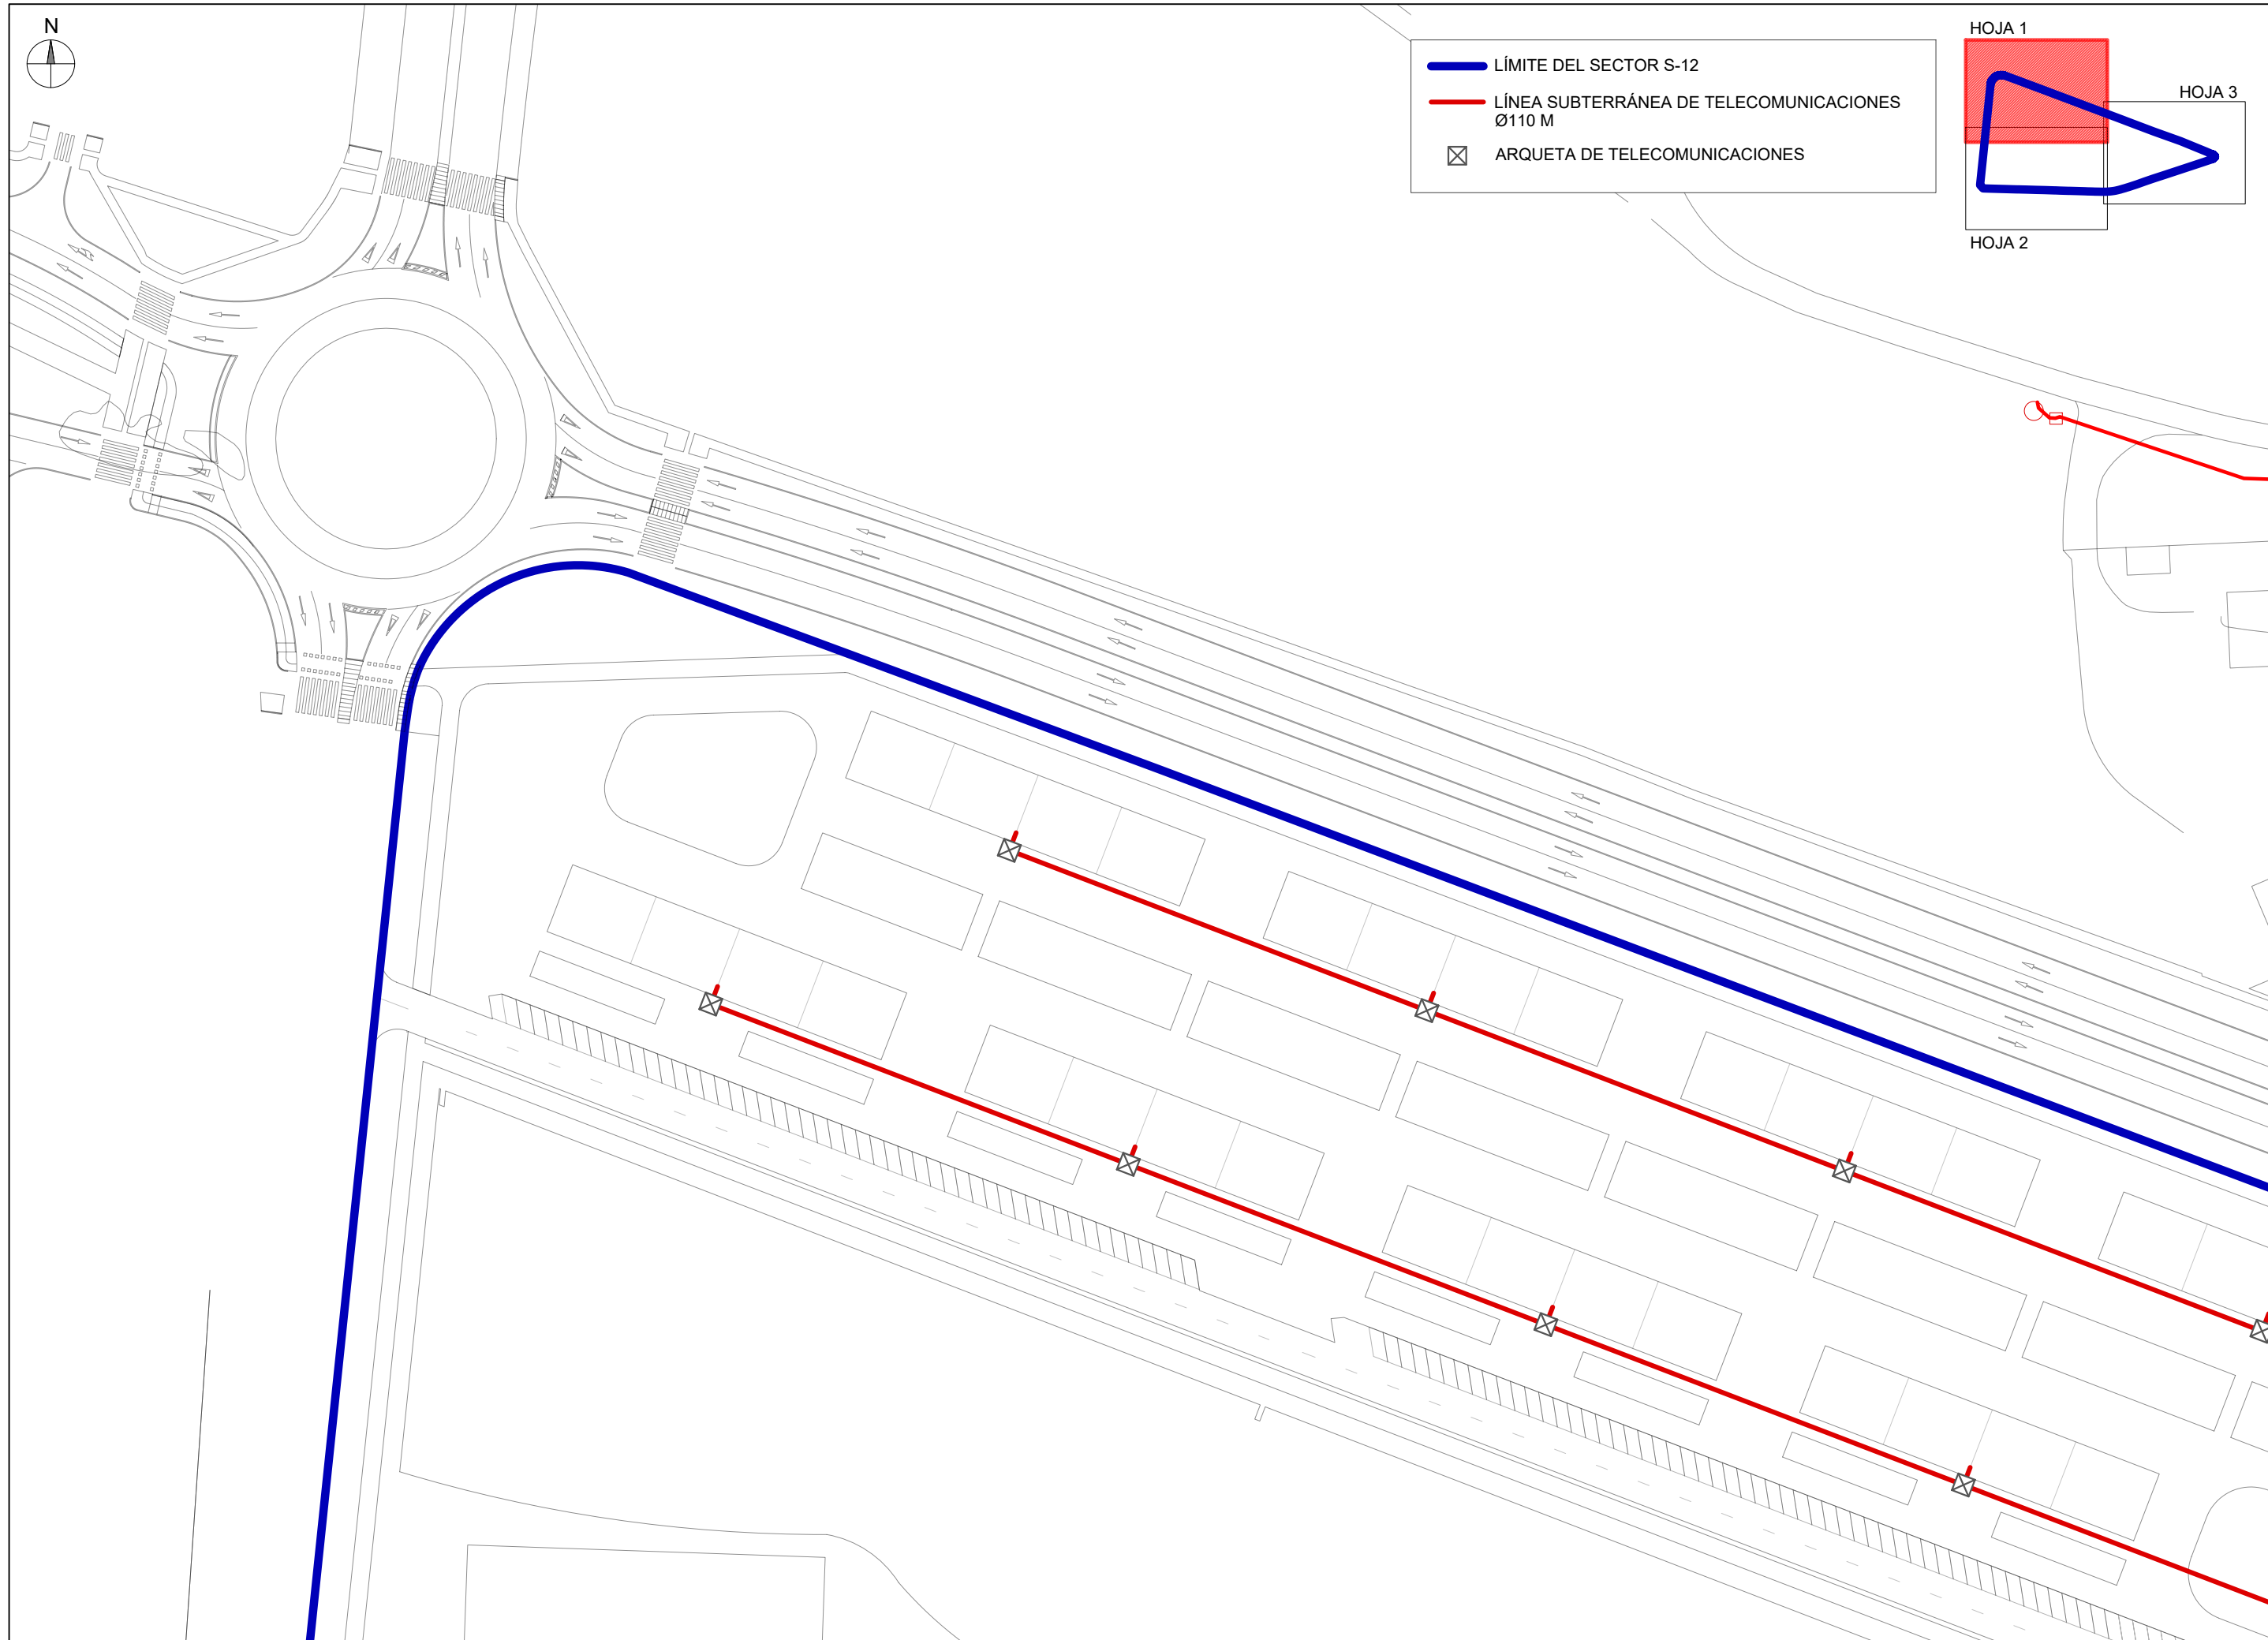 N
LÍMITE DEL SECTOR S-12
LÍNEA SUBTERRÁNEA DE TELECOMUNICACIONES
Ø110 M
ARQUETA DE TELECOMUNICACIONES
HOJA 1
HOJA 3
HOJA 2